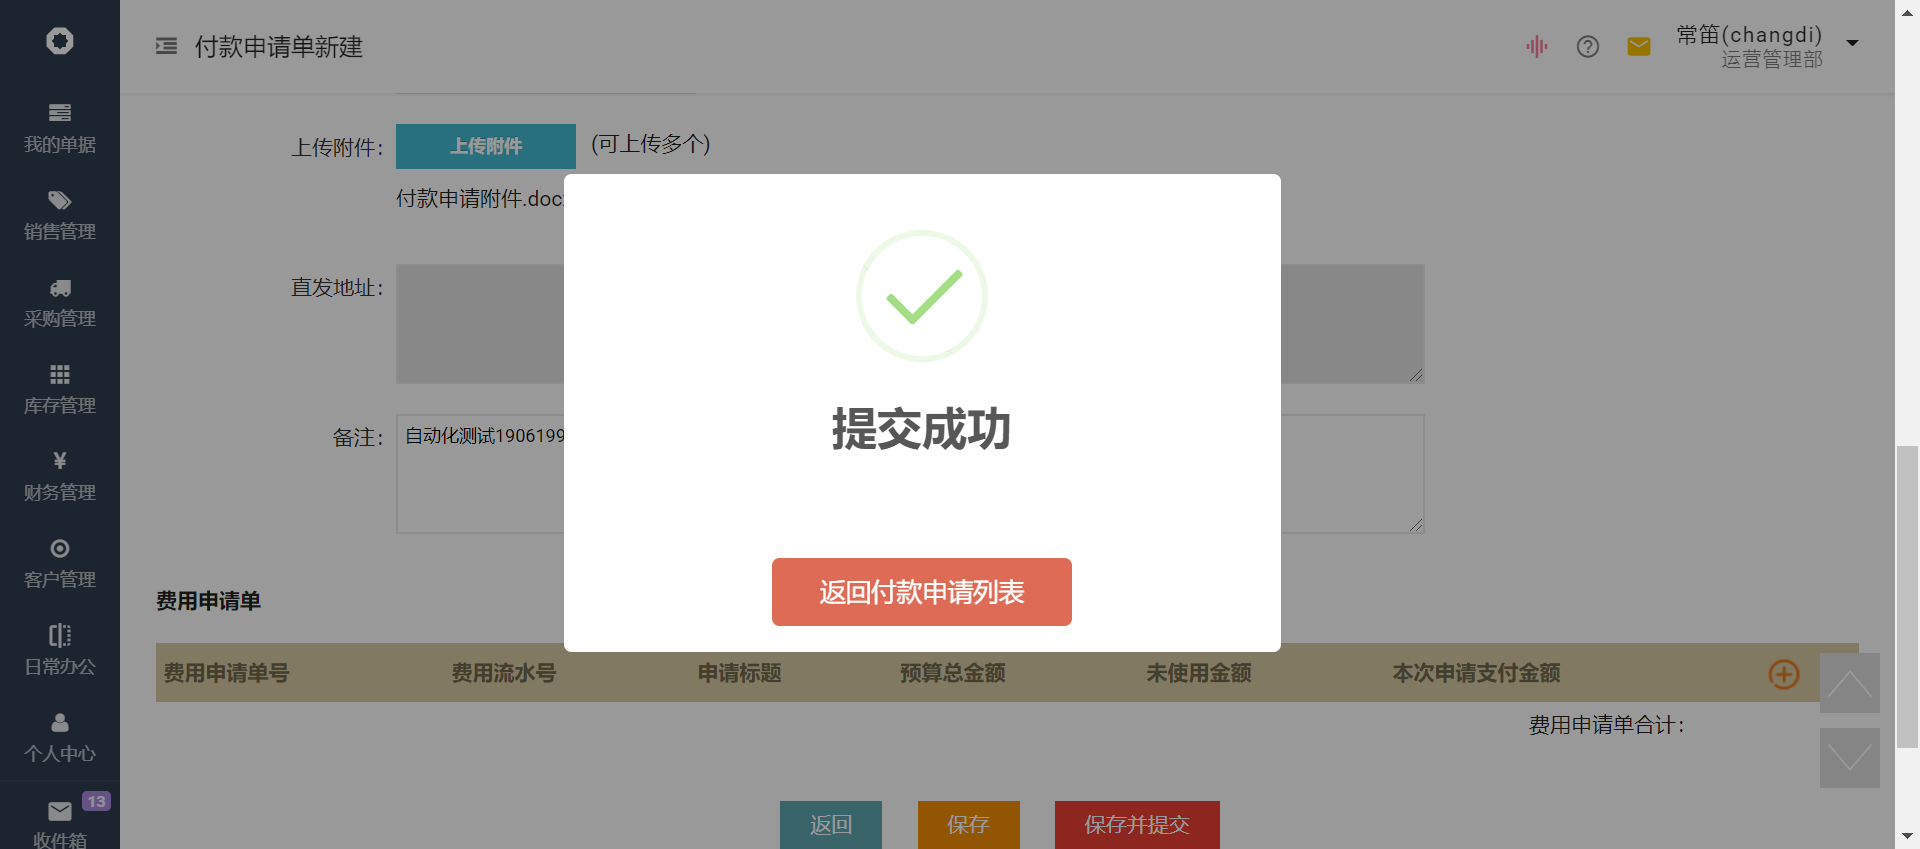 付款申请单新建
常笛(changdi)
运营管理部
我的单据
销售管理
采购管理
库存管理
财务管理
客户管理
日常办公
个人中心
13
收件箱
上传附件：
上传附件
(可上传多个)
付款申请附件.doc
直发地址：
备注：
自动化测试1906199
提交成功
返回付款申请列表
费用申请单
费用申请单号 费用流水号 申请标题 预算总金额 未使用金额 本次申请支付金额
费用申请单合计：
返回 保存 保存并提交